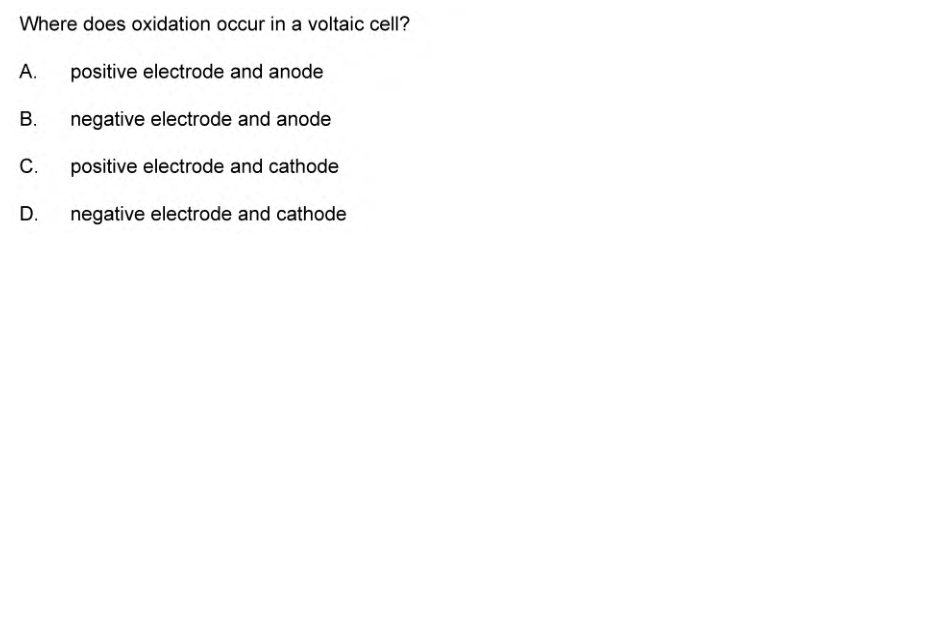 Where does oxidation occur in a voltaic cell?
A. positive electrode and anode
B. negative electrode and anode
C. positive electrode and cathode
D. negative electrode and cathode